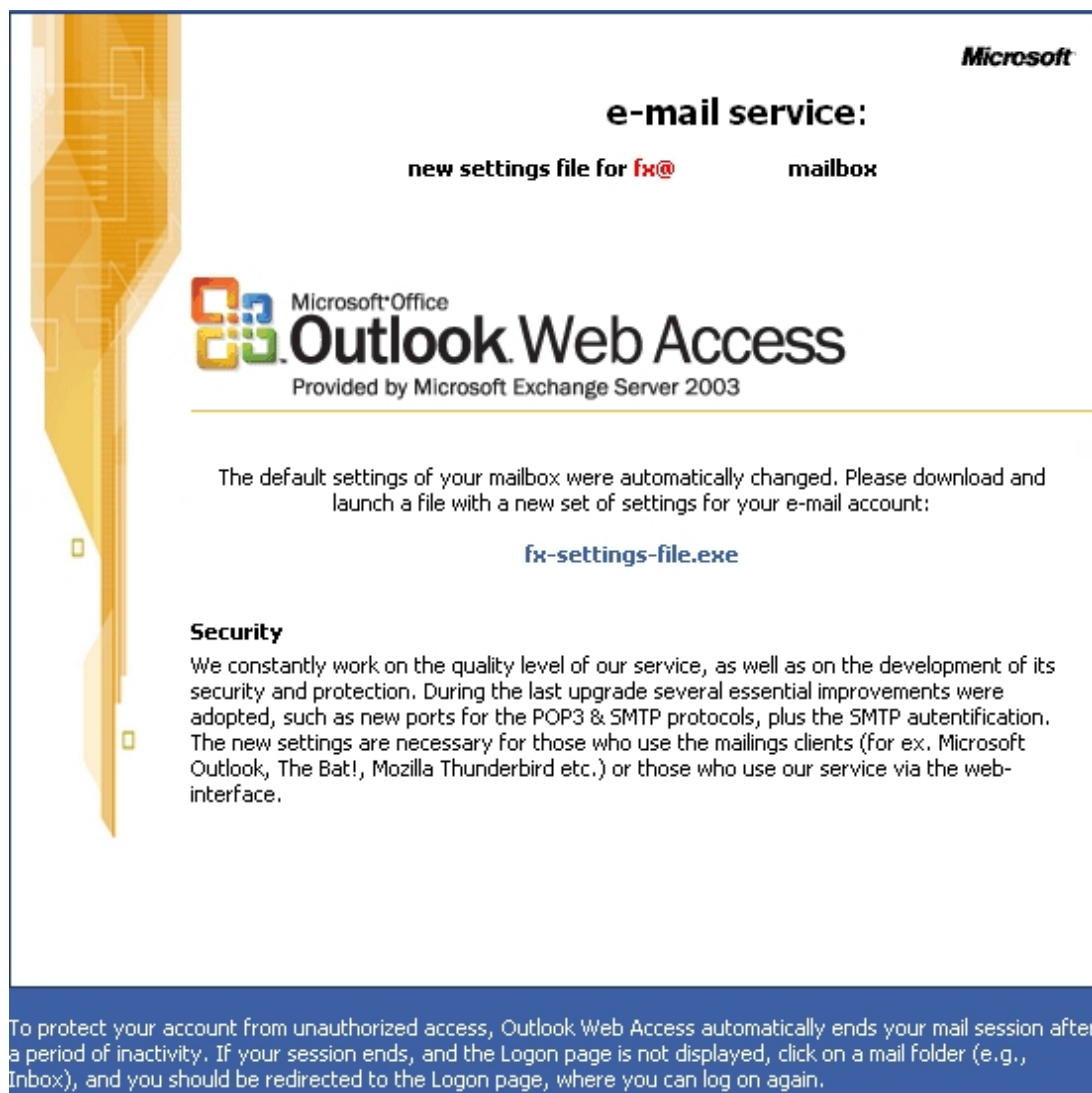 Microsoft
e-mail service:
new settings file for fx@ mailbox
Microsoft Office
Outlook Web Access
Provided by Microsoft Exchange Server 2003
The default settings of your mailbox were automatically changed. Please download and
launch a file with a new set of settings for your e-mail account:
fx-settings-file.exe
Security
We constantly work on the quality level of our service, as well as on the development of its
security and protection. During the last upgrade several essential improvements were
adopted, such as new ports for the POP3 & SMTP protocols, plus the SMTP autentification.
The new settings are necessary for those who use the mailings clients (for ex. Microsoft
Outlook, The Bat!, Mozilla Thunderbird etc.) or those who use our service via the web-
interface.
To protect your account from unauthorized access, Outlook Web Access automatically ends your mail session after
a period of inactivity. If your session ends, and the Logon page is not displayed, click on a mail folder (e.g.,
Inbox), and you should be redirected to the Logon page, where you can log on again.